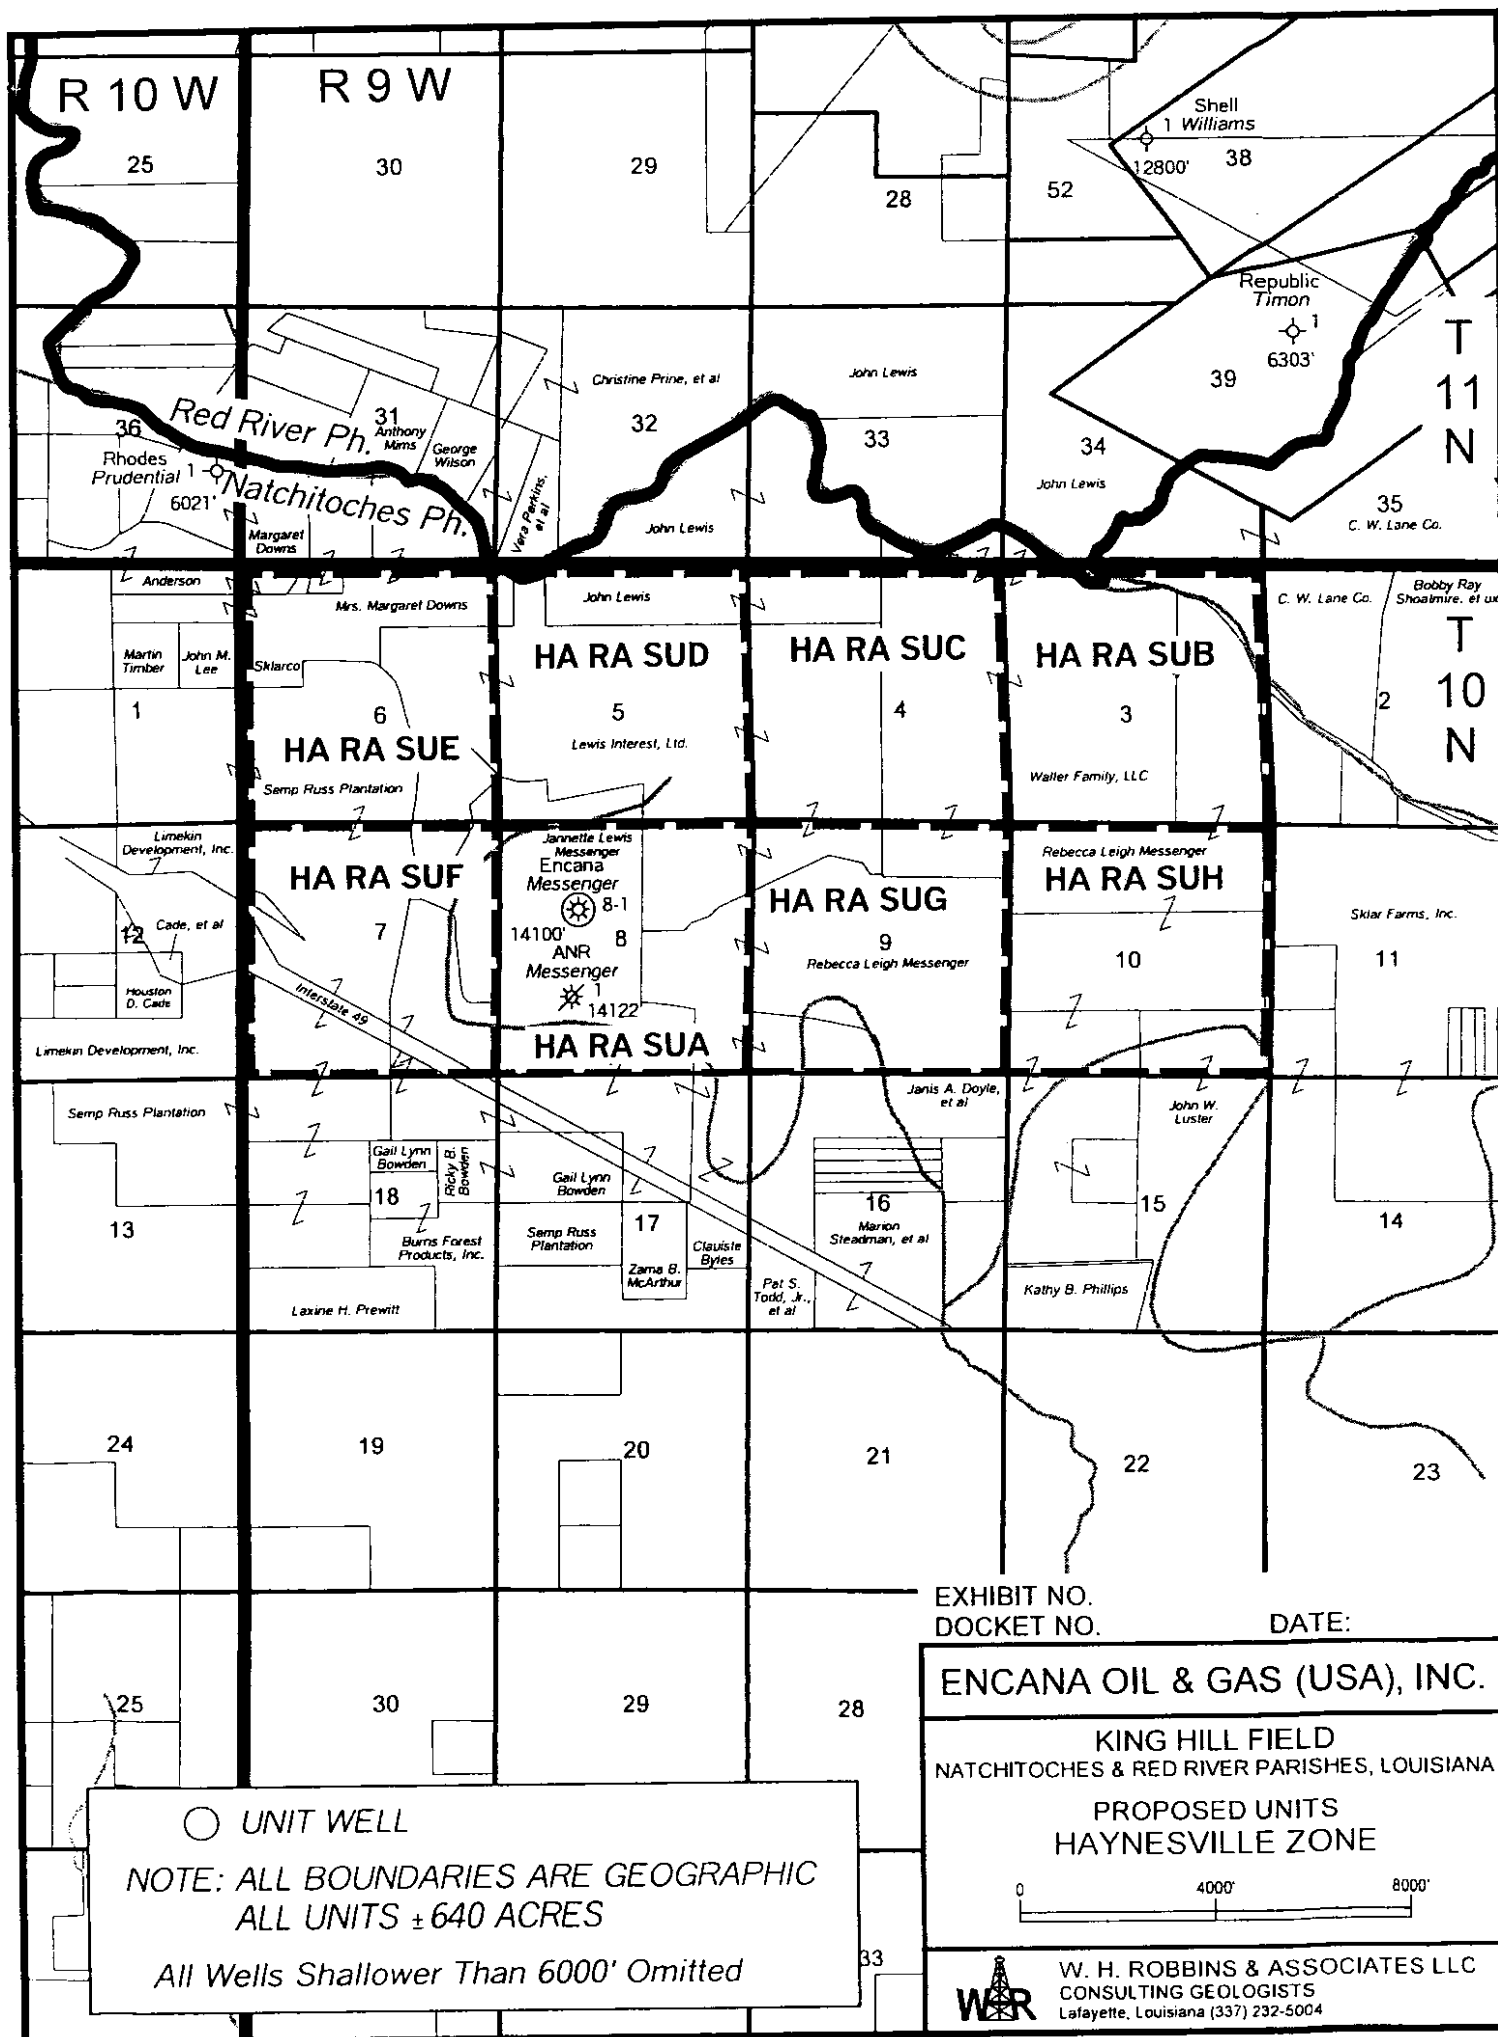 R 10 W
R 9 W
25
30
29
28
52
Shell
1 Williams
12800'
38
Republic
Timon
1
6303'
39
T
11
N
36
Red River Ph.
31
Anthony
Mims
George
Wilson
Christine Prine, et al
32
John Lewis
33
34
John Lewis
35
C. W. Lane Co.
Rhodes
Prudential 1
6021'
Natchitoches Ph.
Margaret
Downs
Vera Perkins,
et al
John Lewis
Anderson
Mrs. Margaret Downs
John Lewis
C. W. Lane Co.
Bobby Ray
Shoalmire, et ux
T
10
N
Martin
Timber
John M.
Lee
Sklarco
HA RA SUD
HA RA SUC
HA RA SUB
1
6
5
4
3
2
HA RA SUE
Lewis Interest, Ltd.
Semp Russ Plantation
Waller Family, LLC
Limekin
Development, Inc.
HA RA SUF
Jannette Lewis
Messenger
Encana
Messenger
8-1
14100'
8
ANR
Messenger
1
14122'
HA RA SUA
HA RA SUG
9
Rebecca Leigh Messenger
Rebecca Leigh Messenger
HA RA SUH
10
Sklar Farms, Inc.
11
12
Cade, et al
7
Houston
D. Cade
Interstate 49
Limekin Development, Inc.
Semp Russ Plantation
Janis A. Doyle,
et al
John W.
Luster
Gail Lynn
Bowden
Ricky B.
Bowden
18
Gail Lynn
Bowden
13
Burns Forest
Products, Inc.
Semp Russ
Plantation
17
Zama B.
McArthur
Clauiste
Byles
16
Marion
Steadman, et al
15
14
Laxine H. Prewitt
Pat S.
Todd, Jr.,
et al
Kathy B. Phillips
24
19
20
21
22
23
25
30
29
28
33
EXHIBIT NO.
DOCKET NO. DATE:
ENCANA OIL & GAS (USA), INC.
KING HILL FIELD
NATCHITOCHES & RED RIVER PARISHES, LOUISIANA
PROPOSED UNITS
HAYNESVILLE ZONE
0 4000' 8000'
W R
W. H. ROBBINS & ASSOCIATES LLC
CONSULTING GEOLOGISTS
Lafayette, Louisiana (337) 232-5004
UNIT WELL
NOTE: ALL BOUNDARIES ARE GEOGRAPHIC
ALL UNITS ±640 ACRES
All Wells Shallower Than 6000' Omitted